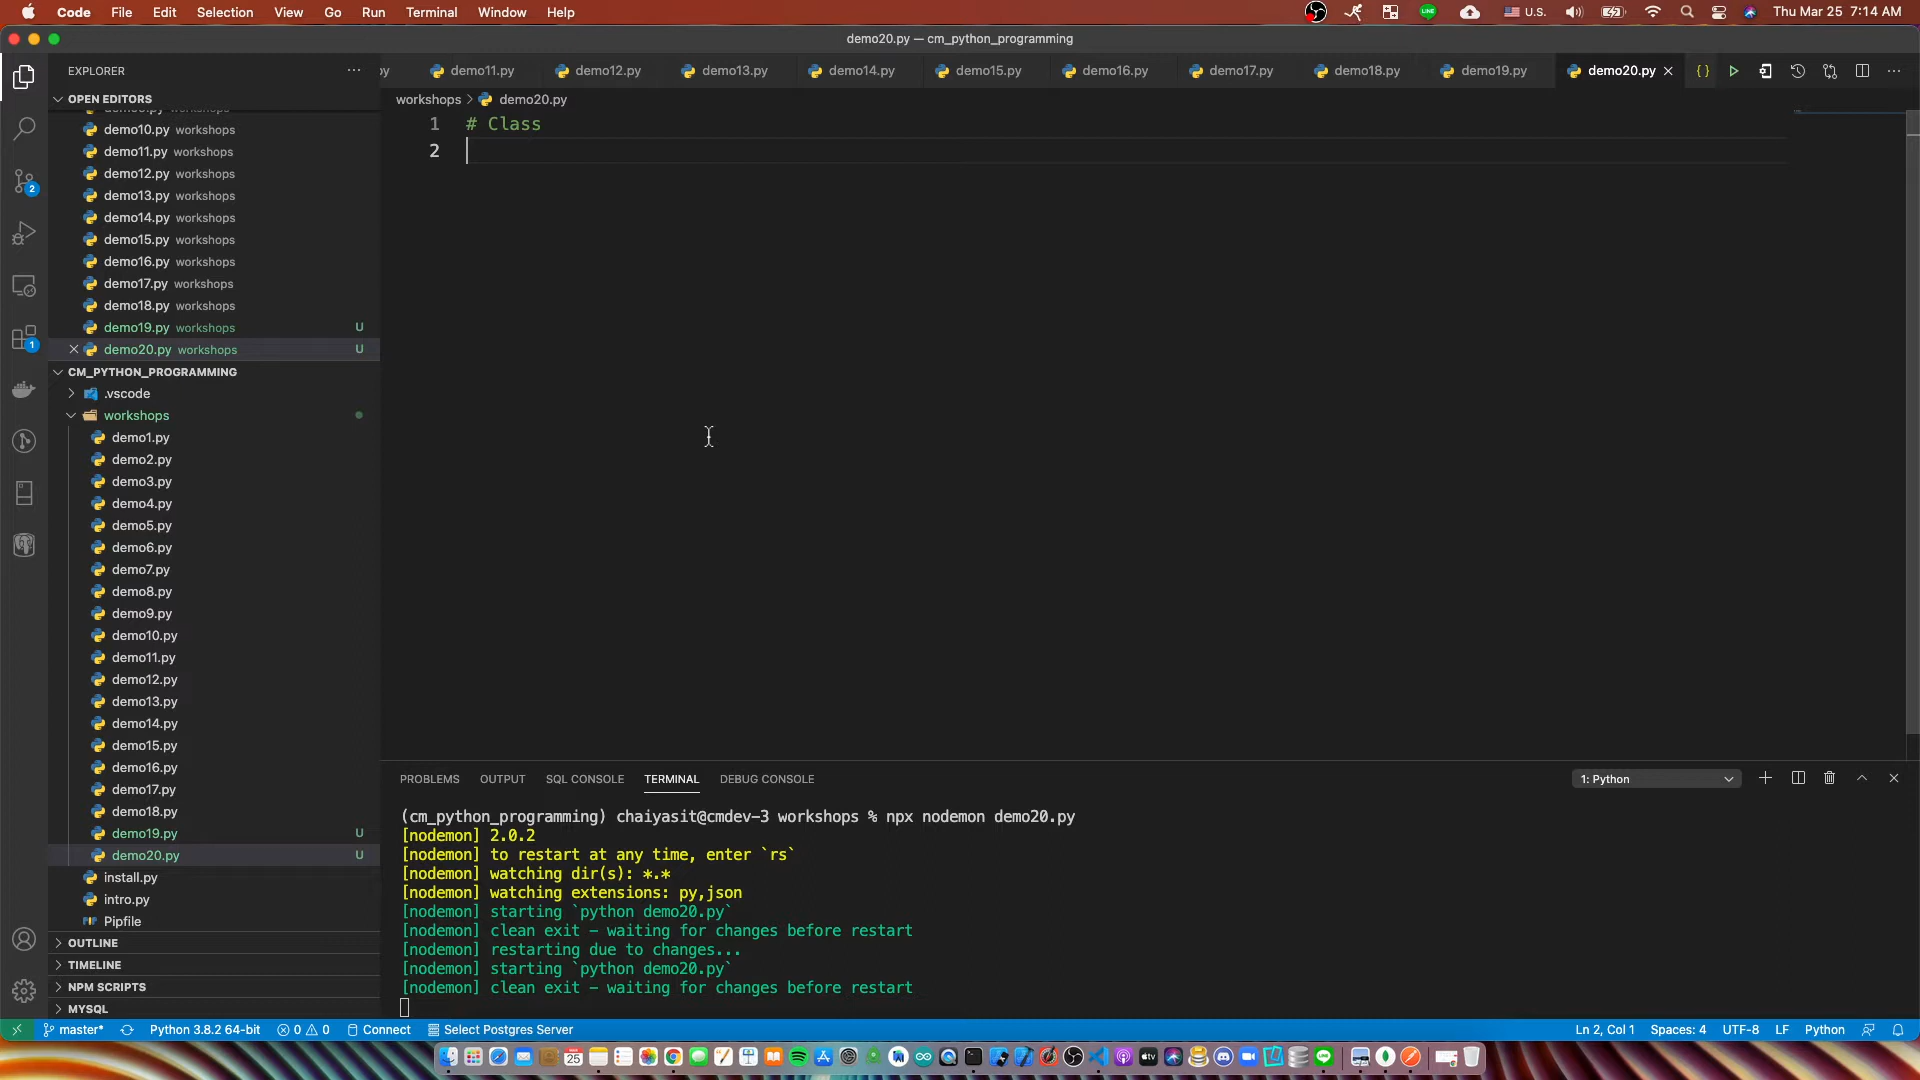 Code File Edit Selection View Go Run Terminal Window Help
U.S. Thu Mar 25 7:14 AM
demo20.py — cm_python_programming
EXPLORER
py demo11.py demo12.py demo13.py demo14.py demo15.py demo16.py demo17.py demo18.py demo19.py demo20.py
OPEN EDITORS
workshops > demo20.py
demo10.py workshops
demo11.py workshops
demo12.py workshops
demo13.py workshops
demo14.py workshops
demo15.py workshops
demo16.py workshops
demo17.py workshops
demo18.py workshops
demo19.py workshops U
demo20.py workshops U
CM_PYTHON_PROGRAMMING
.vscode
workshops
demo1.py
demo2.py
demo3.py
demo4.py
demo5.py
demo6.py
demo7.py
demo8.py
demo9.py
demo10.py
demo11.py
demo12.py
demo13.py
demo14.py
demo15.py
demo16.py
demo17.py
demo18.py
demo19.py U
demo20.py U
install.py
intro.py
Pipfile
OUTLINE
TIMELINE
NPM SCRIPTS
MYSQL
2
1
1 # Class
2
PROBLEMS OUTPUT SQL CONSOLE TERMINAL DEBUG CONSOLE
1: Python
(cm_python_programming) chaiyasit@cmdev-3 workshops % npx nodemon demo20.py
[nodemon] 2.0.2
[nodemon] to restart at any time, enter `rs`
[nodemon] watching dir(s): *.*
[nodemon] watching extensions: py,json
[nodemon] starting `python demo20.py`
[nodemon] clean exit - waiting for changes before restart
[nodemon] restarting due to changes...
[nodemon] starting `python demo20.py`
[nodemon] clean exit - waiting for changes before restart
master* Python 3.8.2 64-bit 0 0 Connect Select Postgres Server
Ln 2, Col 1 Spaces: 4 UTF-8 LF Python
25